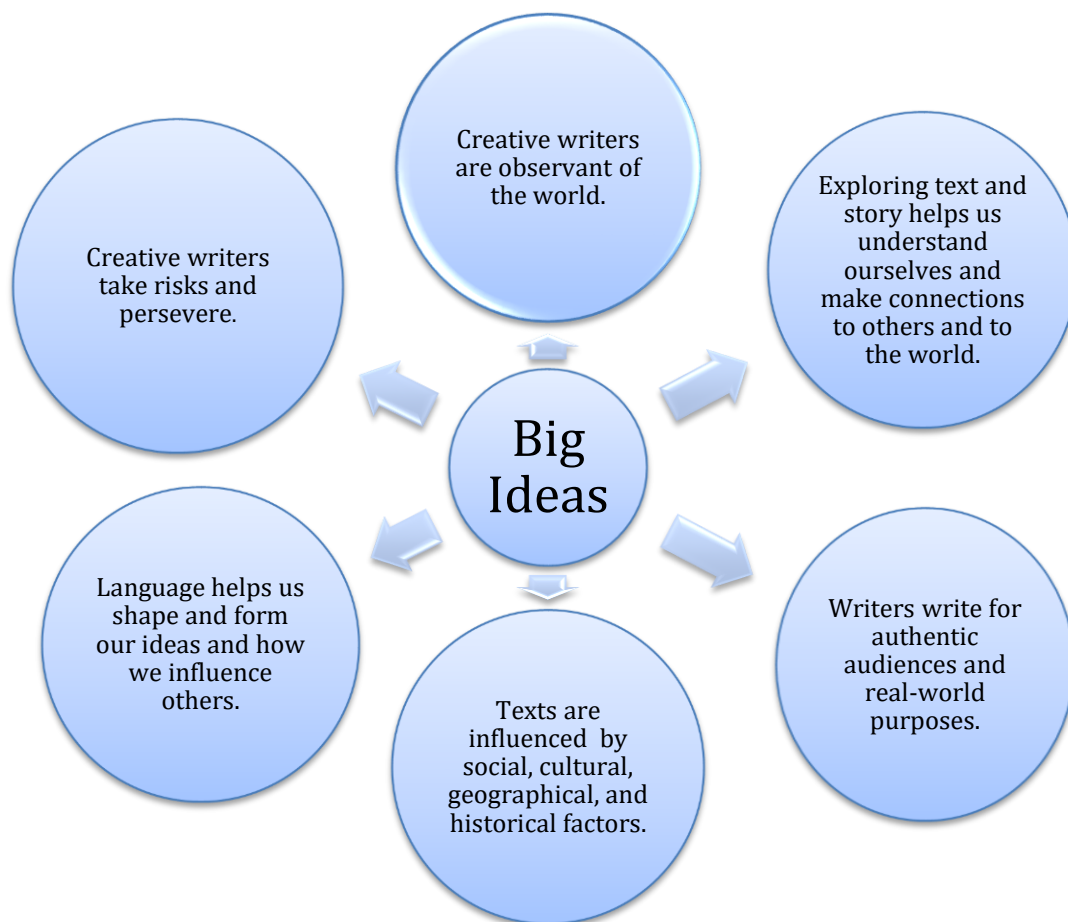 Creative writers
are observant of
the world.
Exploring text and
story helps us
understand
ourselves and
make connections
to others and to
the world.
Writers write for
authentic
audiences and
real-world
purposes.
Texts are
influenced  by
social, cultural,
geographical, and
historical factors.
Language helps us
shape and form
our ideas and how
we influence
others.
Creative writers
take risks and
persevere.
Big
Ideas